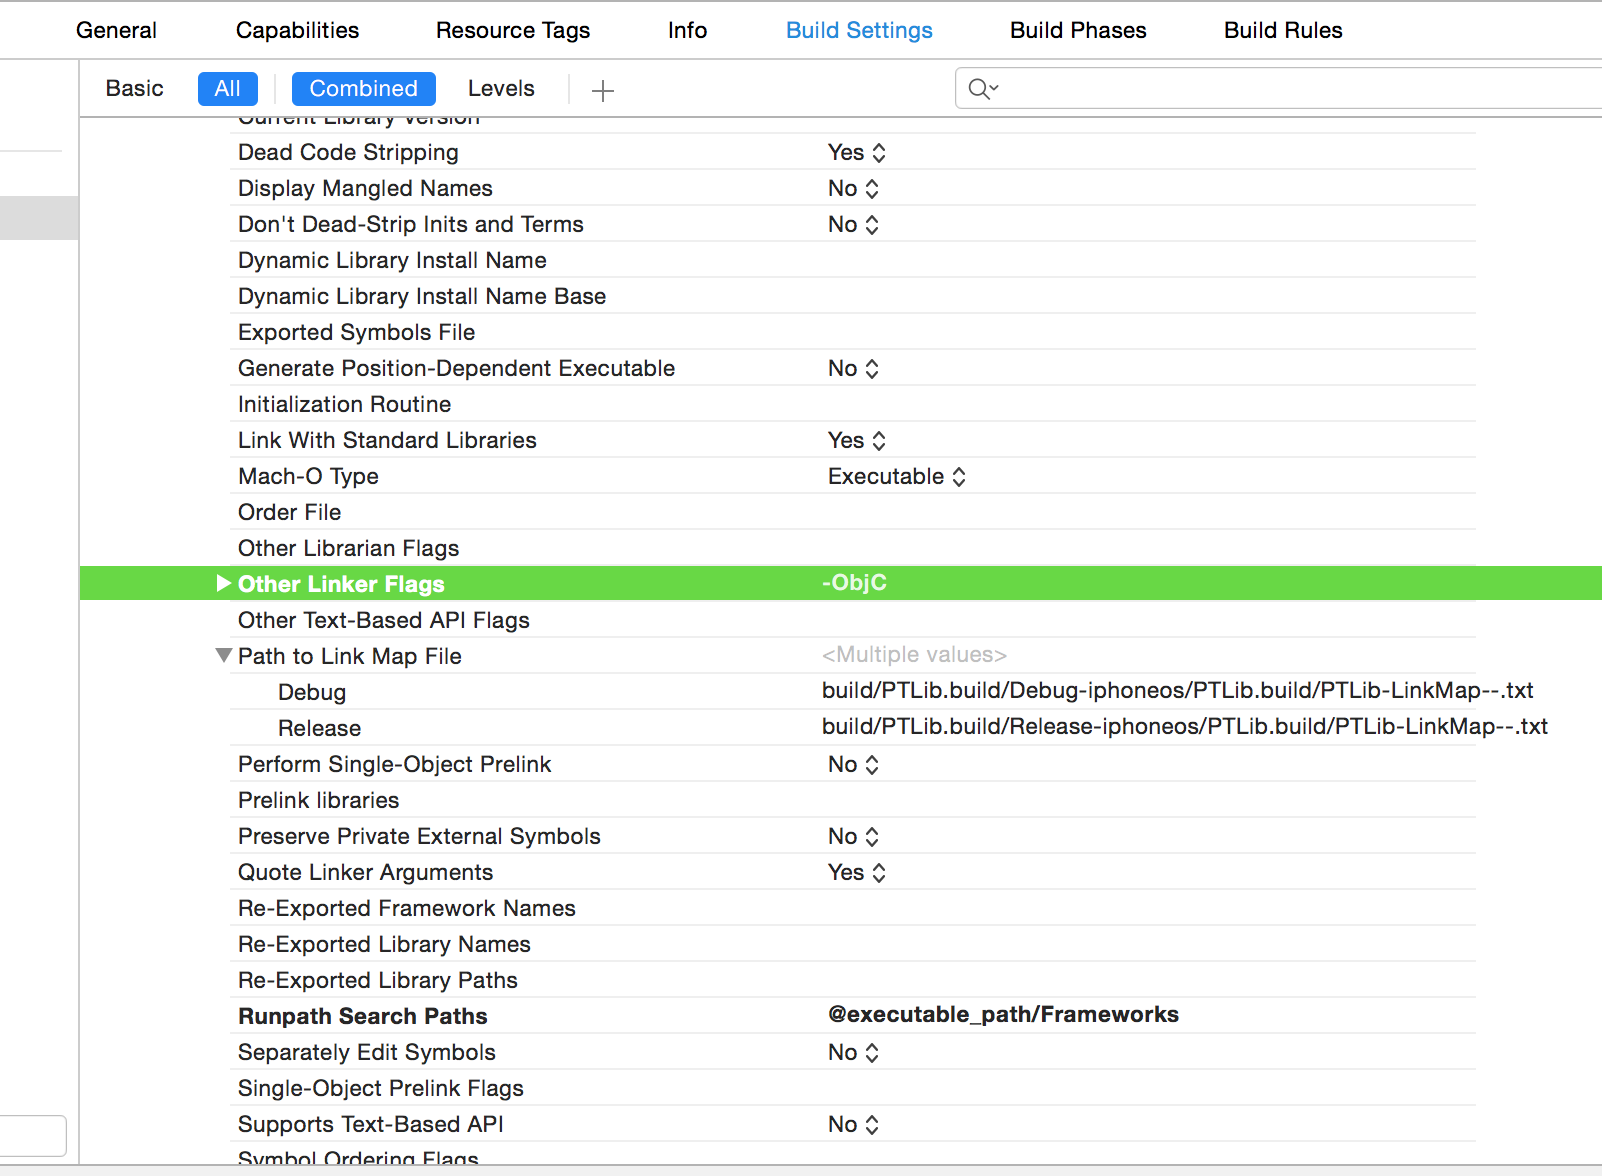 General Capabilities Resource Tags Info Build Settings Build Phases Build Rules
Basic All Combined Levels
Current Library Version
Dead Code Stripping Yes
Display Mangled Names No
Don't Dead-Strip Inits and Terms No
Dynamic Library Install Name
Dynamic Library Install Name Base
Exported Symbols File
Generate Position-Dependent Executable No
Initialization Routine
Link With Standard Libraries Yes
Mach-O Type Executable
Order File
Other Librarian Flags
Other Linker Flags -ObjC
Other Text-Based API Flags
Path to Link Map File <Multiple values>
Debug build/PTLib.build/Debug-iphoneos/PTLib.build/PTLib-LinkMap--.txt
Release build/PTLib.build/Release-iphoneos/PTLib.build/PTLib-LinkMap--.txt
Perform Single-Object Prelink No
Prelink libraries
Preserve Private External Symbols No
Quote Linker Arguments Yes
Re-Exported Framework Names
Re-Exported Library Names
Re-Exported Library Paths
Runpath Search Paths @executable_path/Frameworks
Separately Edit Symbols No
Single-Object Prelink Flags
Supports Text-Based API No
Symbol Ordering Flags